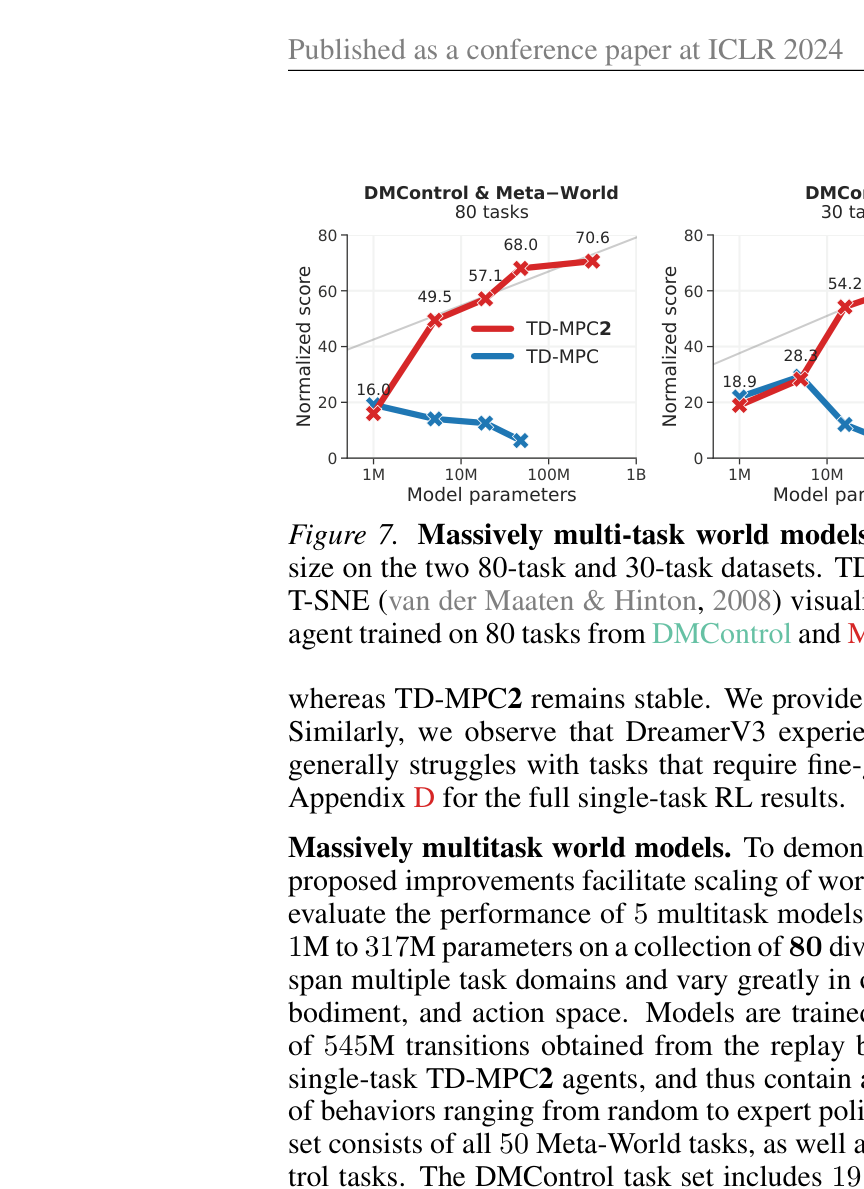 Published as a conference paper at ICLR 2024
DMControl & Meta−World
80 tasks
Normalized score
80
60
40
20
0
16.0
49.5
57.1
68.0
70.6
TD-MPC2
TD-MPC
1M
10M
100M
1B
Model parameters
30
Normalized score
80
60
40
20
0
18.9
28.3
54.2
1M
10M
Model
Figure 7. Massively multi-task world models
size on the two 80-task and 30-task datasets.
T-SNE (van der Maaten & Hinton, 2008)
agent trained on 80 tasks from DMControl and
whereas TD-MPC2 remains stable. We provide
Similarly, we observe that DreamerV3
generally struggles with tasks that require fine-
Appendix D for the full single-task RL results.
Massively multitask world models. To
proposed improvements facilitate scaling of
evaluate the performance of 5 multitask models
1M to 317M parameters on a collection of 80
span multiple task domains and vary greatly in
bodiment, and action space. Models are trained
of 545M transitions obtained from the replay
single-task TD-MPC2 agents, and thus contain
of behaviors ranging from random to expert
set consists of all 50 Meta-World tasks, as well
trol tasks. The DMControl task set includes 19